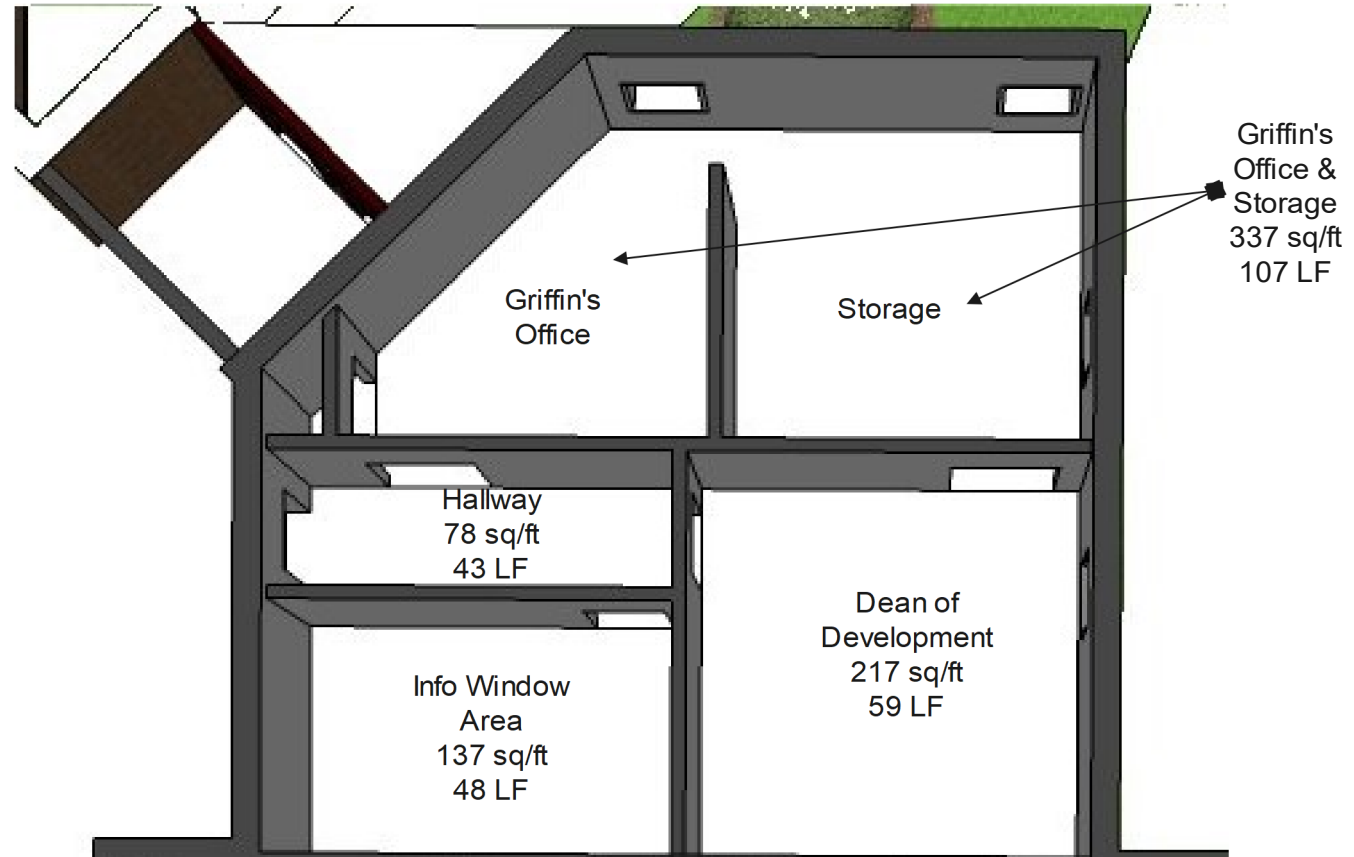 Griffin's
Office &
Storage
337 sq/ft
107 LF
Griffin's
Office
Storage
Hallway
78 sq/ft
43 LF
Dean of
Development
217 sq/ft
59 LF
Info Window
Area
137 sq/ft
48 LF